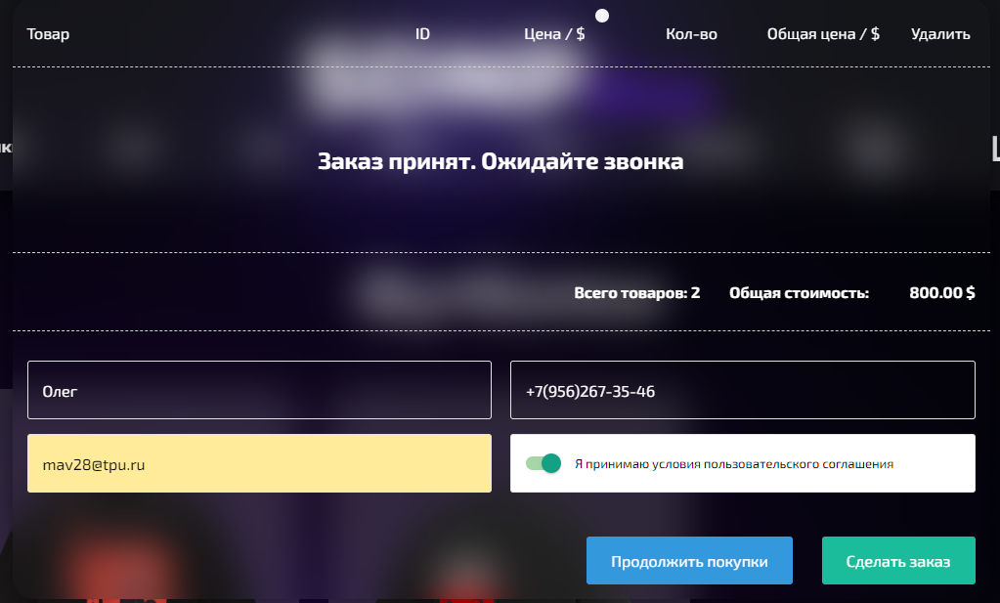 Товар ID Цена / $ Кол-во Общая цена / $ Удалить
Заказ принят. Ожидайте звонка
Всего товаров: 2 Общая стоимость: 800.00 $
Олег +7(956)267-35-46
mav28@tpu.ru Я принимаю условия пользовательского соглашения
Продолжить покупки Сделать заказ